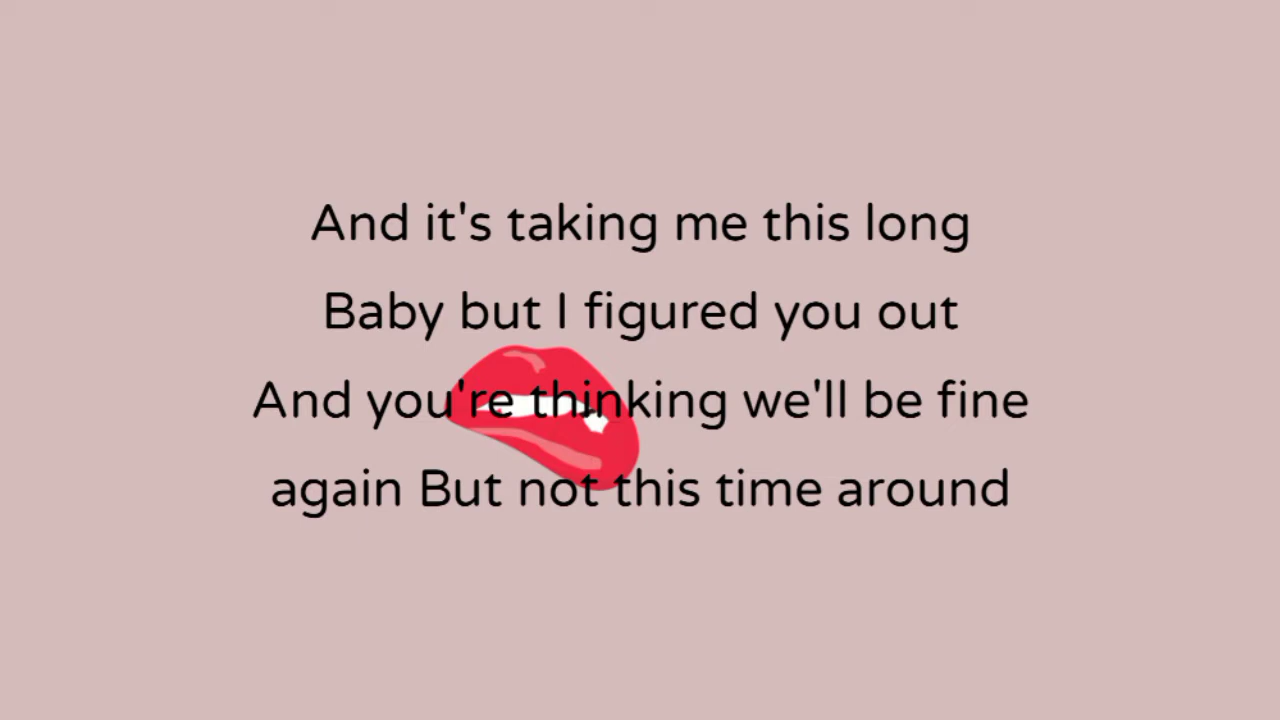 And it's taking me this long
Baby but I figured you out
And you're thinking we'll be fine
again But not this time around